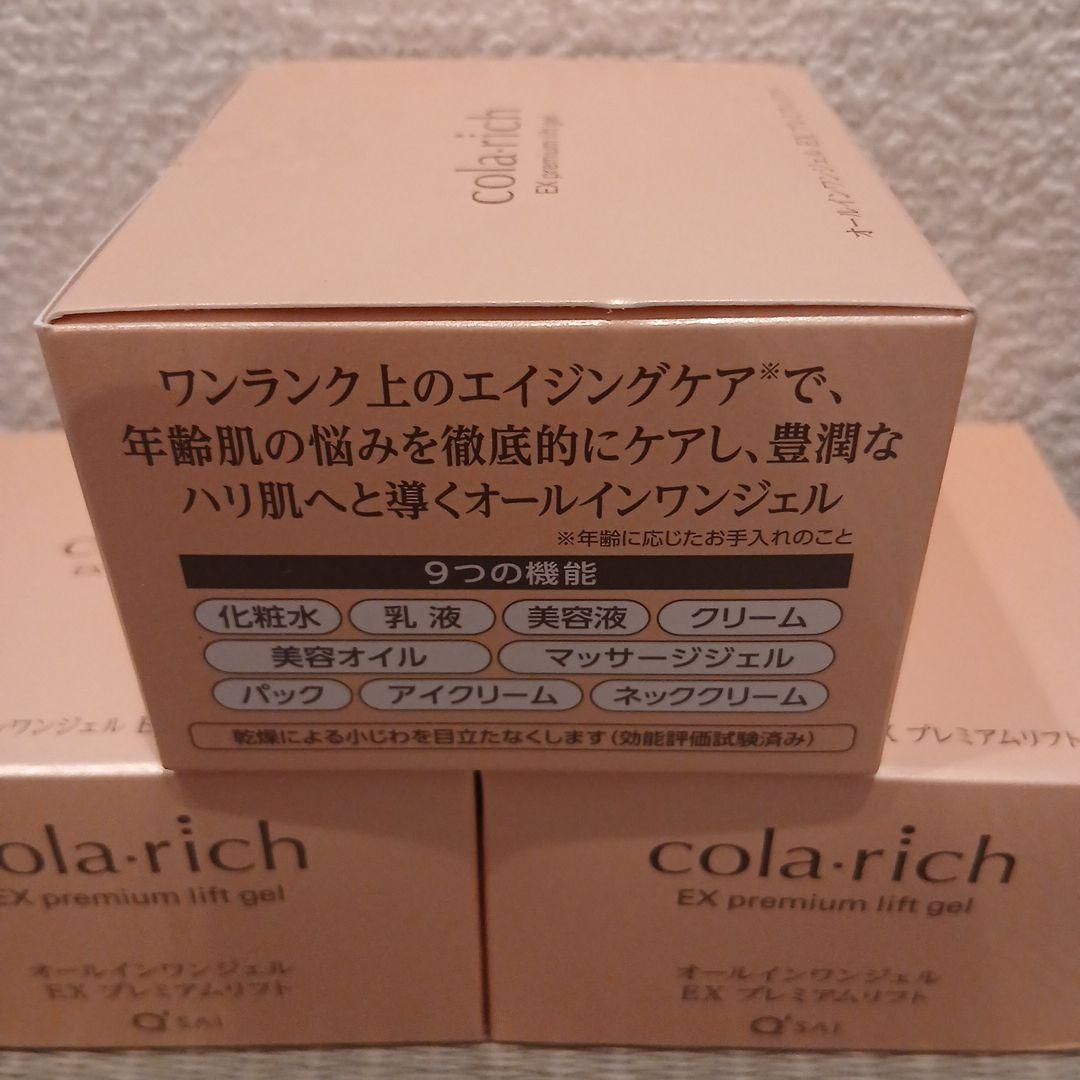 cola・rich
EX premium lift gel
オールインワンジェル
ワンランク上のエイジングケア※で、
年齢肌の悩みを徹底的にケアし、豊潤な
ハリ肌へと導くオールインワンジェル
※年齢に応じたお手入れのこと
9つの機能
化粧水 乳液 美容液 クリーム
美容オイル マッサージジェル
パック アイクリーム ネッククリーム
乾燥による小じわを目立たなくします(効能評価試験済み)
ンワンジェル E
X プレミアムリフト
ola・rich
EX premium lift gel
オールインワンジェル
EX プレミアムリフト
Q'SAI
cola・rich
EX premium lift gel
オールインワンジェル
EX プレミアムリフト
Q'SAI